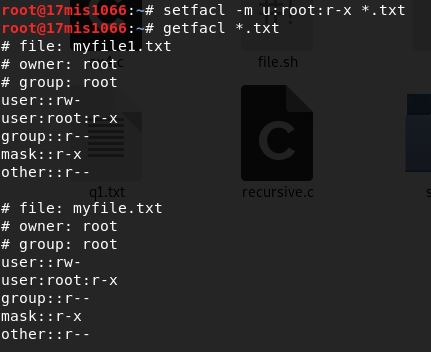 root@17mis1066:~# setfacl -m u:root:r-x *.txt
root@17mis1066:~# getfacl *.txt
# file: myfile1.txt
# owner: root
# group: root
user::rw-
user:root:r-x
group::r--
mask::r-x
other::r--
# file: myfile.txt
# owner: root
# group: root
user::rw-
user:root:r-x
group::r--
mask::r-x
other::r--
file.sh
q1.txt
recursive.c